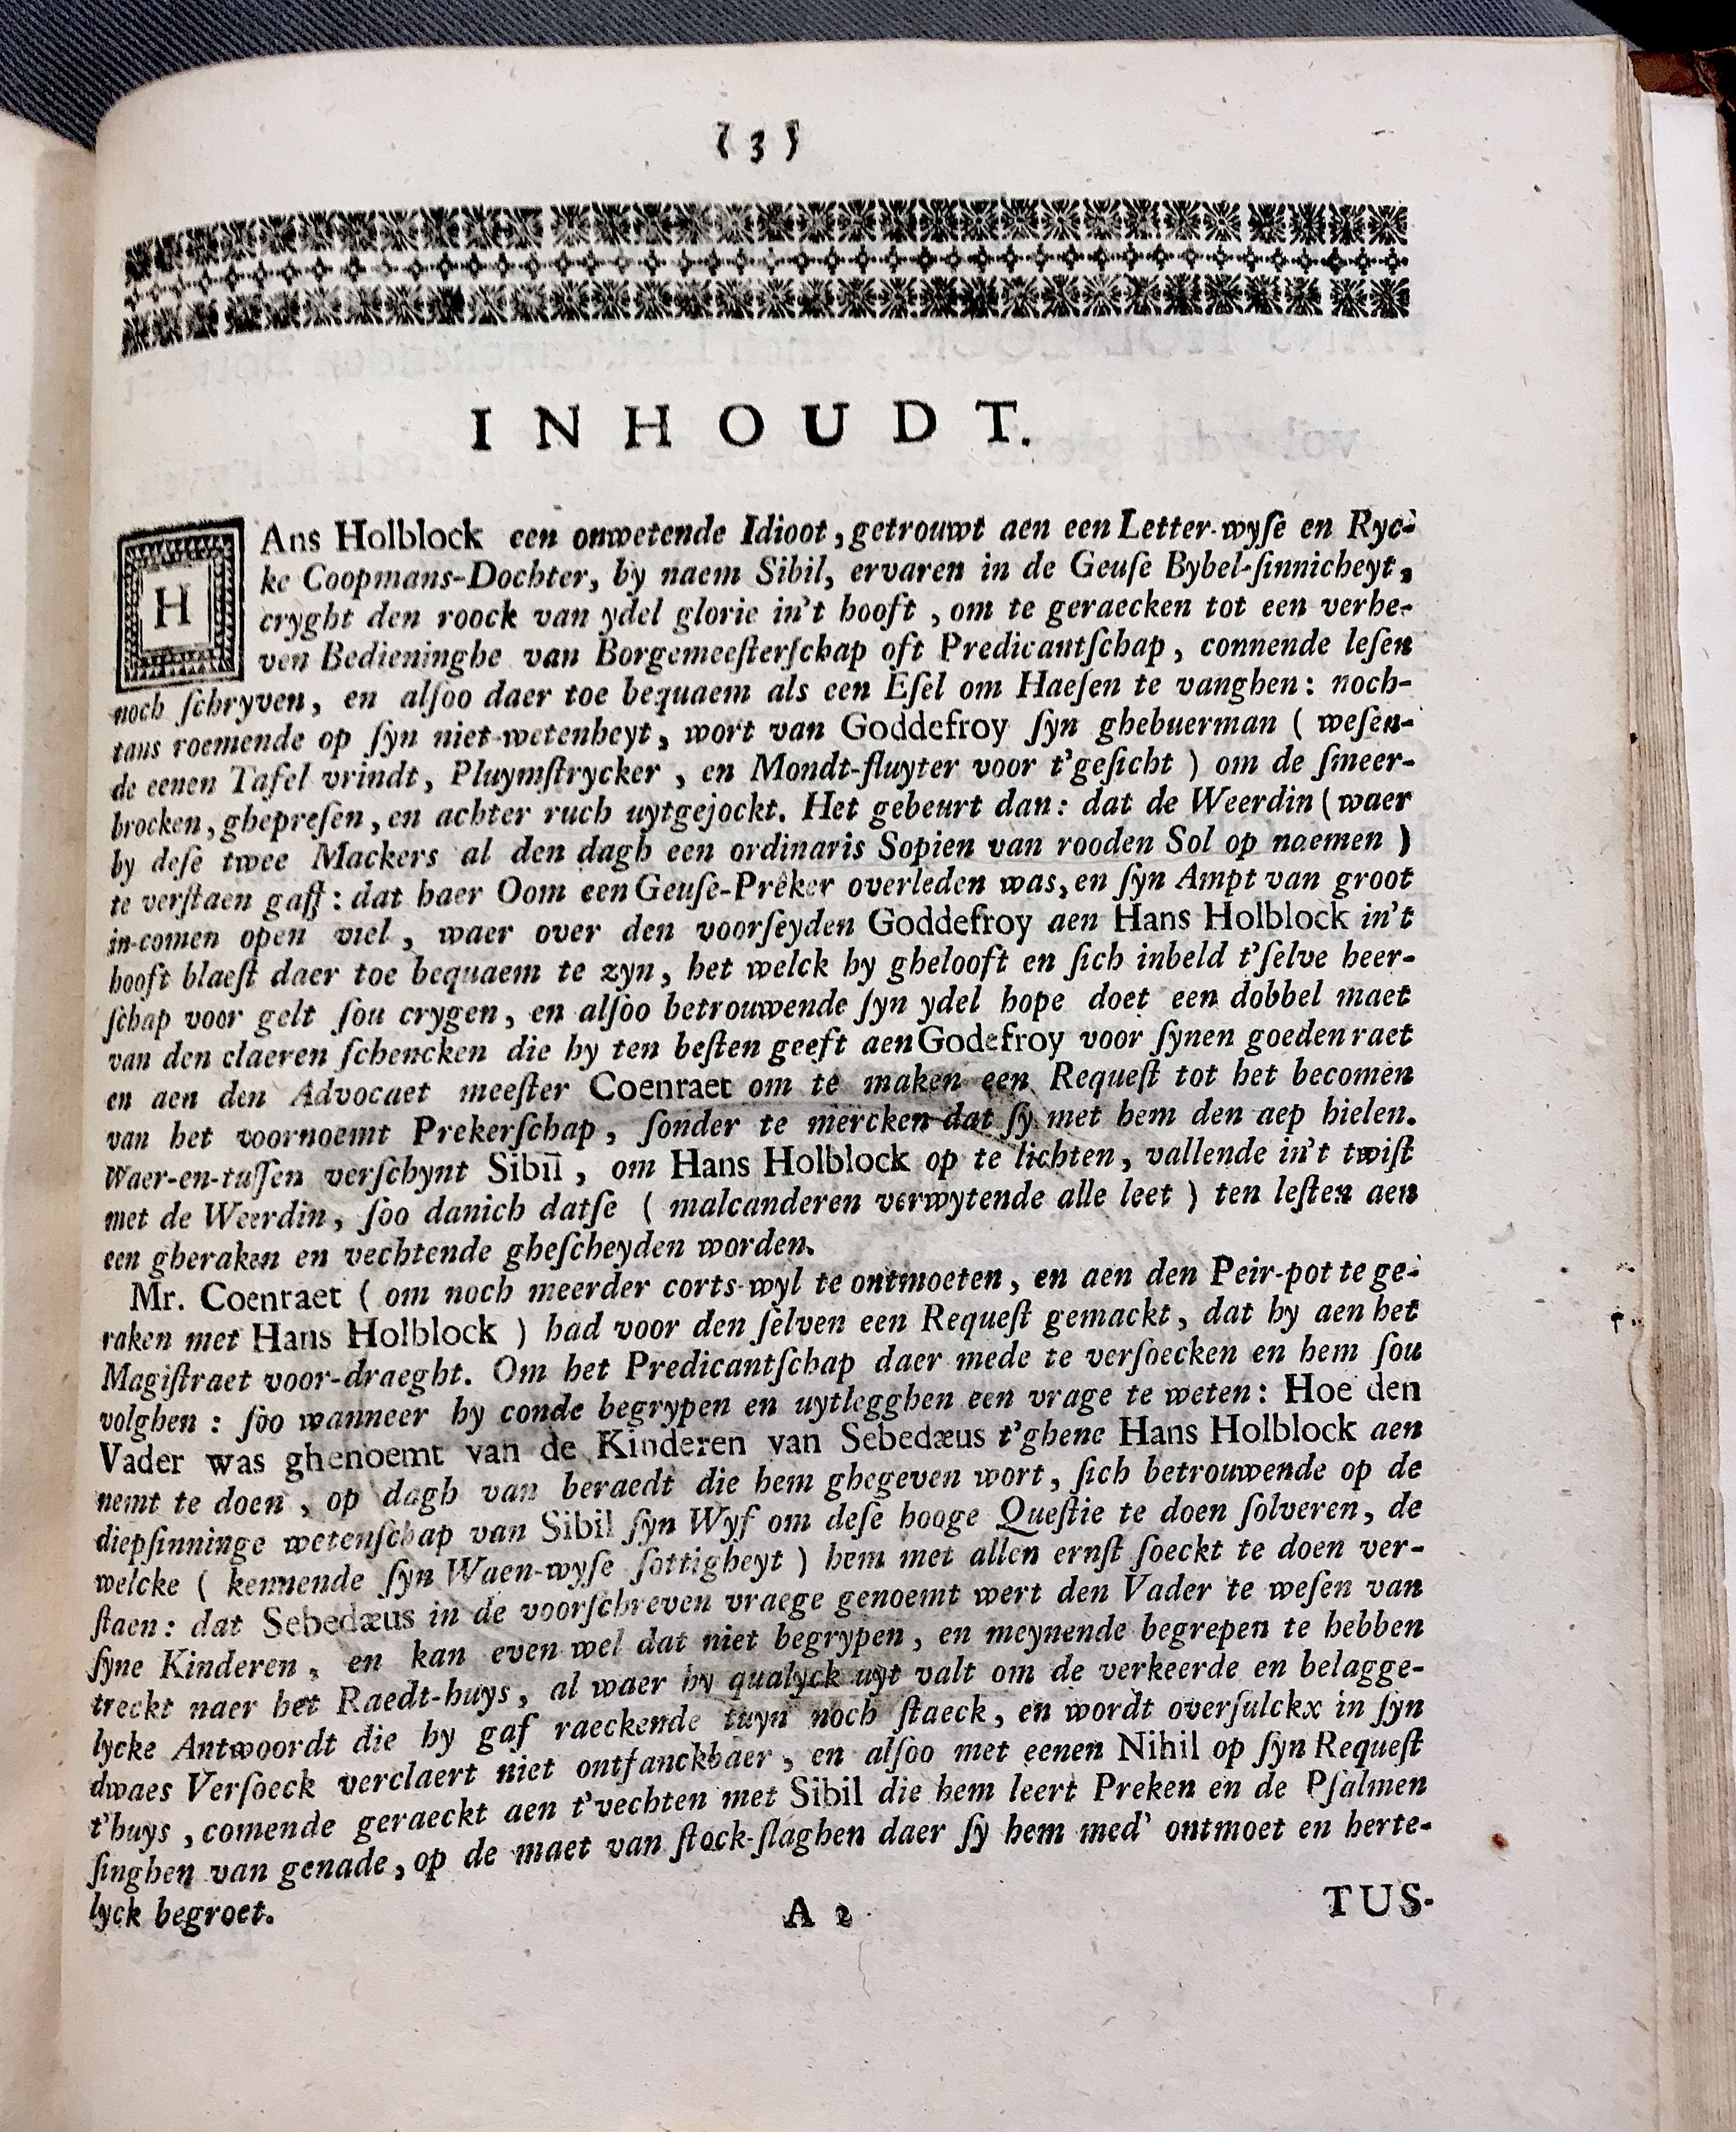 ( 3 )
INHOUDT.
HAns Holblock een onwetende Idioot, getrouwt aen een Letter-wyſe en Ryc-
ke Coopmans-Dochter, by naem Sibil, ervaren in de Geuſe Bybel-ſinnicheyt,
cryght den roock van ydel glorie in't hooft, om te geraecken tot een verhe-
ven Bedieninghe van Borgemeeſterſchap oft Predicantſchap, connende leſen
noch ſchryven, en alſoo daer toe bequaem als een Eſel om Haeſen te vanghen: noch-
tans roemende op ſyn niet-wetenheyt, wort van Goddefroy ſyn ghebuerman ( weſen-
de eenen Tafel vrindt, Pluymſtrycker, en Mondt-fluyter voor t'geſicht ) om de ſmeer-
brocken, ghepreſen, en achter ruch uytgejockt. Het gebeurt dan: dat de Weerdin ( waer
by deſe twee Mackers al den dagh een ordinaris Sopien van rooden Sol op naemen )
te verſtaen gaſſ: dat haer Oom een Geuſe-Prêker overleden was, en ſyn Ampt van groot
in-comen open viel, waer over den voorſeyden Goddefroy aen Hans Holblock in't
hooft blaeſt daer toe bequaem te zyn, het welck hy ghelooft en ſich inbeld t'ſelve heer-
ſchap voor gelt ſou crygen, en alſoo betrouwende ſyn ydel hope doet een dobbel maet
van den claeren ſchencken die hy ten beſten geeft aen Godefroy voor ſynen goeden raet
en aen den Advocaet meeſter Coenraet om te maken een Requeſt tot het becomen
van het voornoemt Prekerſchap, ſonder te mercken dat ſy met hem den aep hielen.
Waer-en-tuſſen verſchynt Sibil, om Hans Holblock op te lichten, vallende in't twiſt
met de Weerdin, ſoo danich datſe ( malcanderen verwytende alle leet ) ten leſten aen
een gheraken en vechtende gheſcheyden worden.
Mr. Coenraet ( om noch meerder corts-wyl te ontmoeten, en aen den Peir-pot te ge-
raken met Hans Holblock ) had voor den ſelven een Requeſt gemackt, dat hy aen het
Magiſtraet voor-draeght. Om het Predicantſchap daer mede te verſoecken en hem ſou
volghen: ſoo wanneer hy conde begrypen en uytlegghen een vrage te weten: Hoe den
Vader was ghenoemt van de Kinderen van Sebedæus t'ghene Hans Holblock aen
nemt te doen, op dagh van beraedt die hem ghegeven wort, ſich betrouwende op de
diepſinninge wetenſchap van Sibil ſyn Wyf om deſe hooge Queſtie te doen ſolveren, de
welcke ( kennende ſyn Waen-wyſe ſottigheyt ) hem met allen ernſt ſoeckt te doen ver-
ſtaen: dat Sebedæus in de voorſchreven vraege genoemt wert den Vader te weſen van
ſyne Kinderen, en kan even wel dat niet begrypen, en meynende begrepen te hebben
treckt naer het Raedt-huys, al waer hy qualyck uyt valt om de verkeerde en belagge-
lycke Antwoordt die hy gaf raeckende tuyn noch ſtaeck, en wordt overſulckx in ſyn
dwaes Verſoeck verclaert niet ontfanckbaer, en alſoo met eenen Nihil op ſyn Requeſt
t'huys, comende geraeckt aen t'vechten met Sibil die hem leert Preken en de Pſalmen
ſinghen van genade, op de maet van ſtock-ſlaghen daer ſy hem med' ontmoet en herte-
lyck begroet.
A 2
TUS-